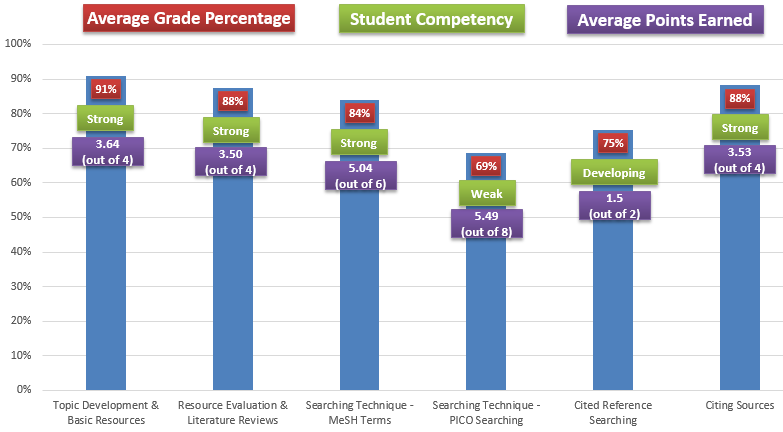 Average Grade Percentage
Student Competency
Average Points Earned
100%
90%
80%
70%
60%
50%
40%
30%
20%
10%
0%
91%
Strong
3.64
(out of 4)
88%
Strong
3.50
(out of 4)
84%
Strong
5.04
(out of 6)
69%
Weak
5.49
(out of 8)
75%
Developing
1.5
(out of 2)
88%
Strong
3.53
(out of 4)
Topic Development &
Basic Resources
Resource Evaluation &
Literature Reviews
Searching Technique -
MeSH Terms
Searching Technique -
PICO Searching
Cited Reference
Searching
Citing Sources